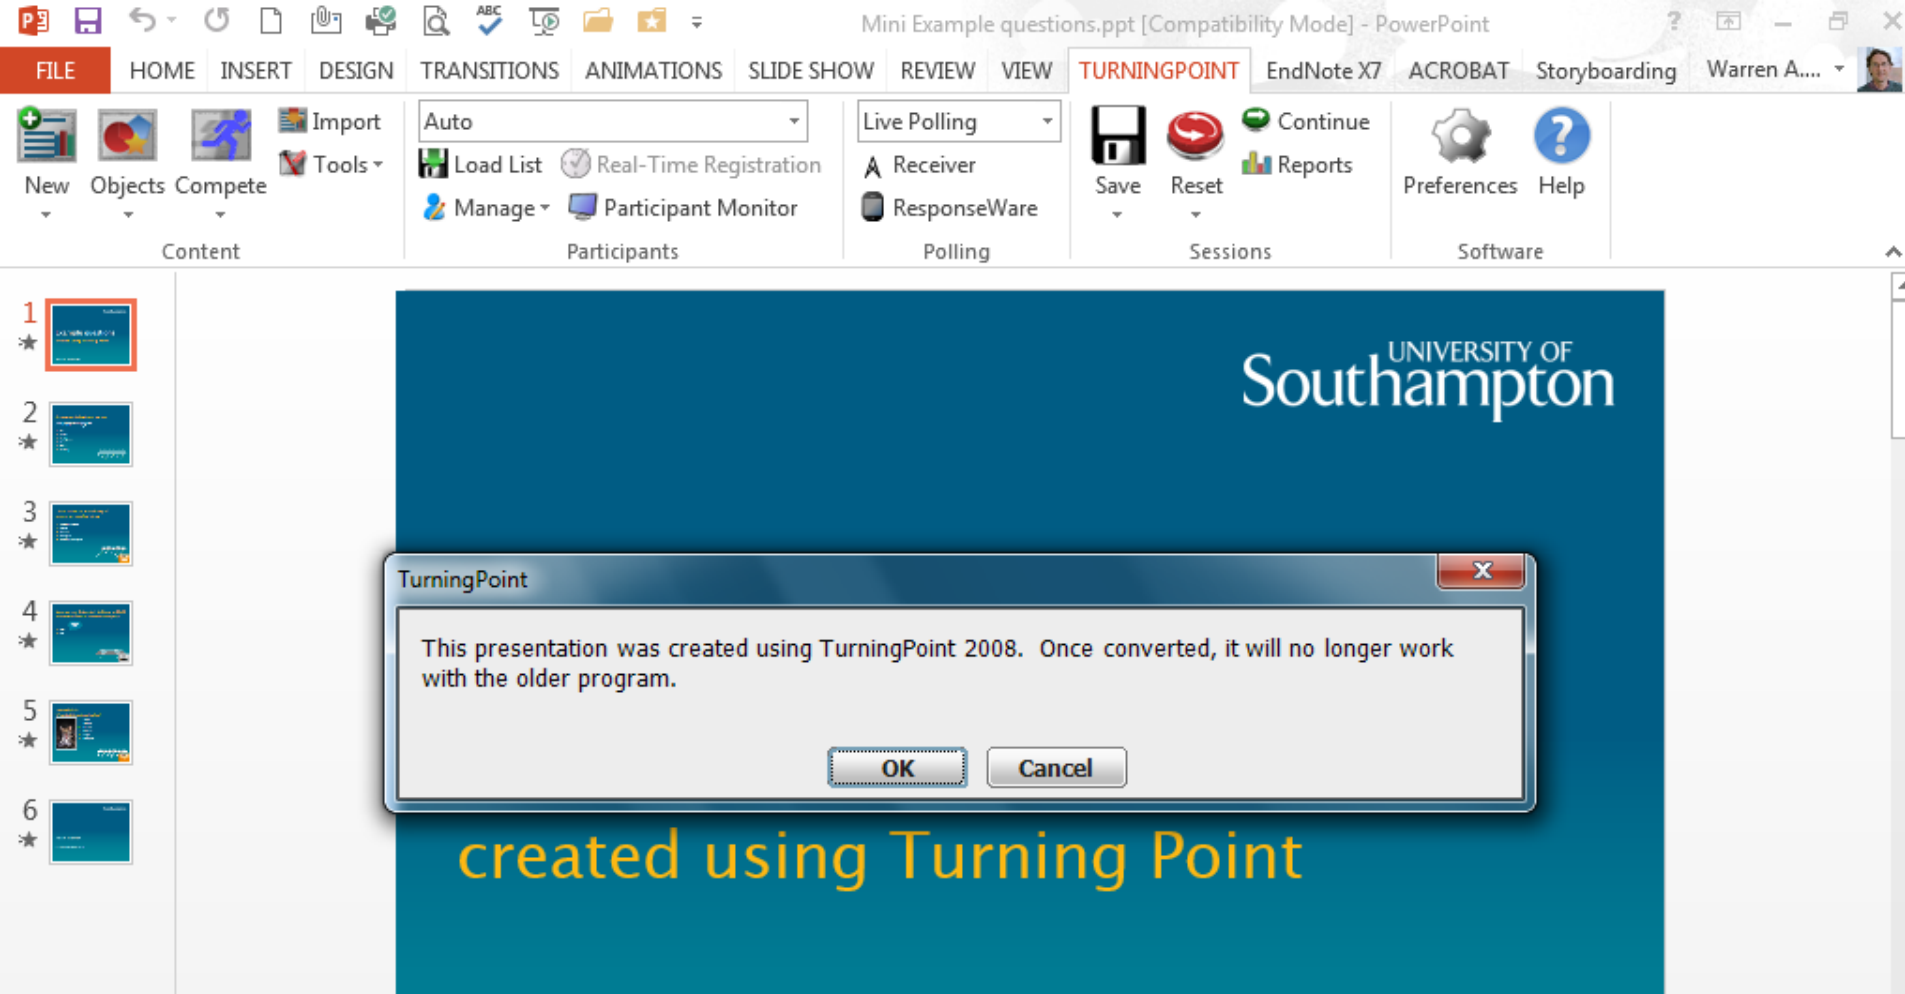 Mini Example questions.ppt [Compatibility Mode] - PowerPoint
ABC
FILE HOME INSERT DESIGN TRANSITIONS ANIMATIONS SLIDE SHOW REVIEW VIEW TURNINGPOINT EndNote X7 ACROBAT Storyboarding Warren A....
New
Objects
Compete
Import
Tools
Content
Auto
Load List Real-Time Registration
Manage Participant Monitor
Participants
Live Polling
Receiver
ResponseWare
Polling
Save
Reset
Continue
Reports
Sessions
Preferences
Help
Software
1
2
3
4
5
6
UNIVERSITY OF
Southampton
TurningPoint
This presentation was created using TurningPoint 2008. Once converted, it will no longer work
with the older program.
OK Cancel
created using Turning Point